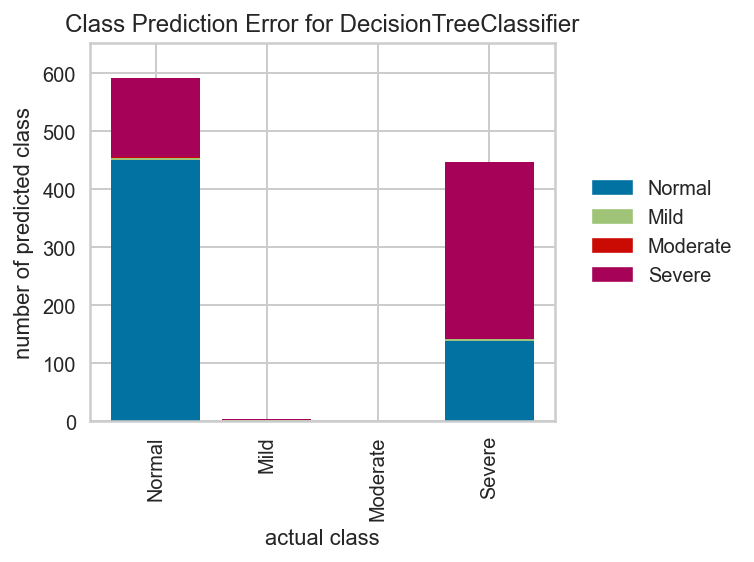 Class Prediction Error for DecisionTreeClassifier
number of predicted class
600
500
400
300
200
100
0
Normal
Mild
Moderate
Severe
actual class
Normal
Mild
Moderate
Severe